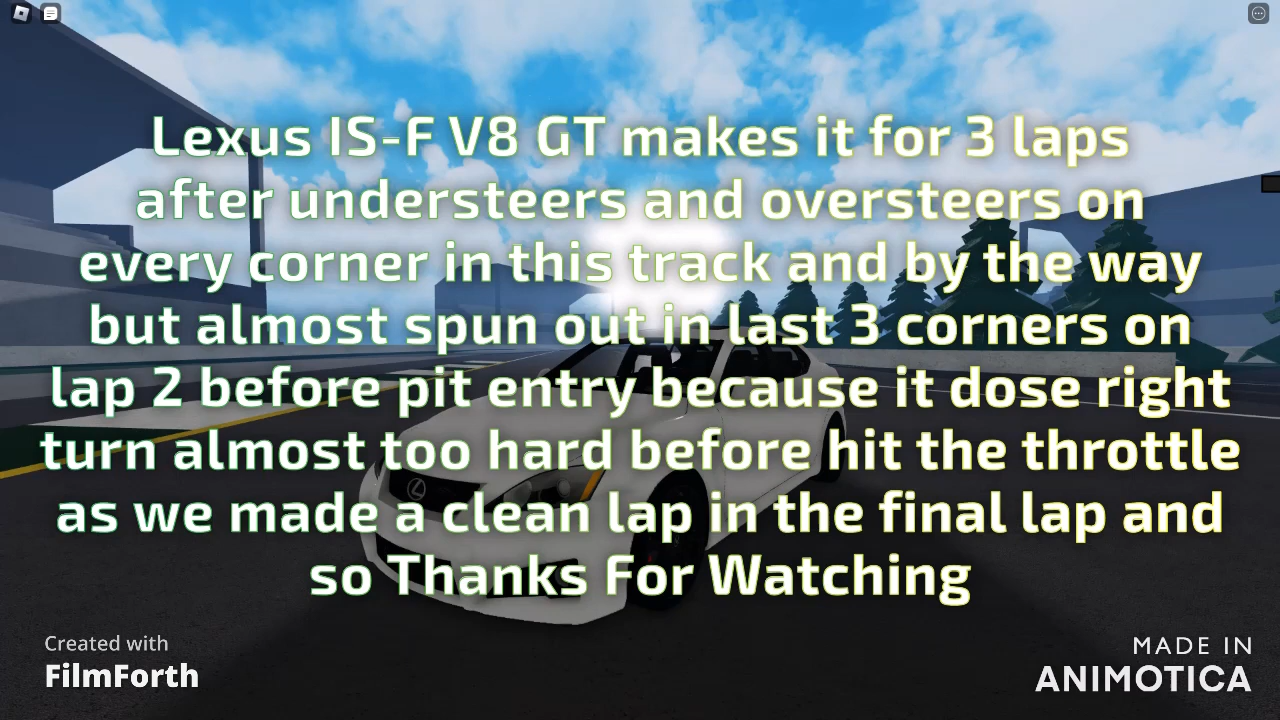 Lexus IS-F V8 GT makes it for 3 laps
after understeers and oversteers on
every corner in this track and by the way
but almost spun out in last 3 corners on
lap 2 before pit entry because it dose right
turn almost too hard before hit the throttle
as we made a clean lap in the final lap and
so Thanks For Watching
Created with
FilmForth
MADE IN
ANIMOTICA